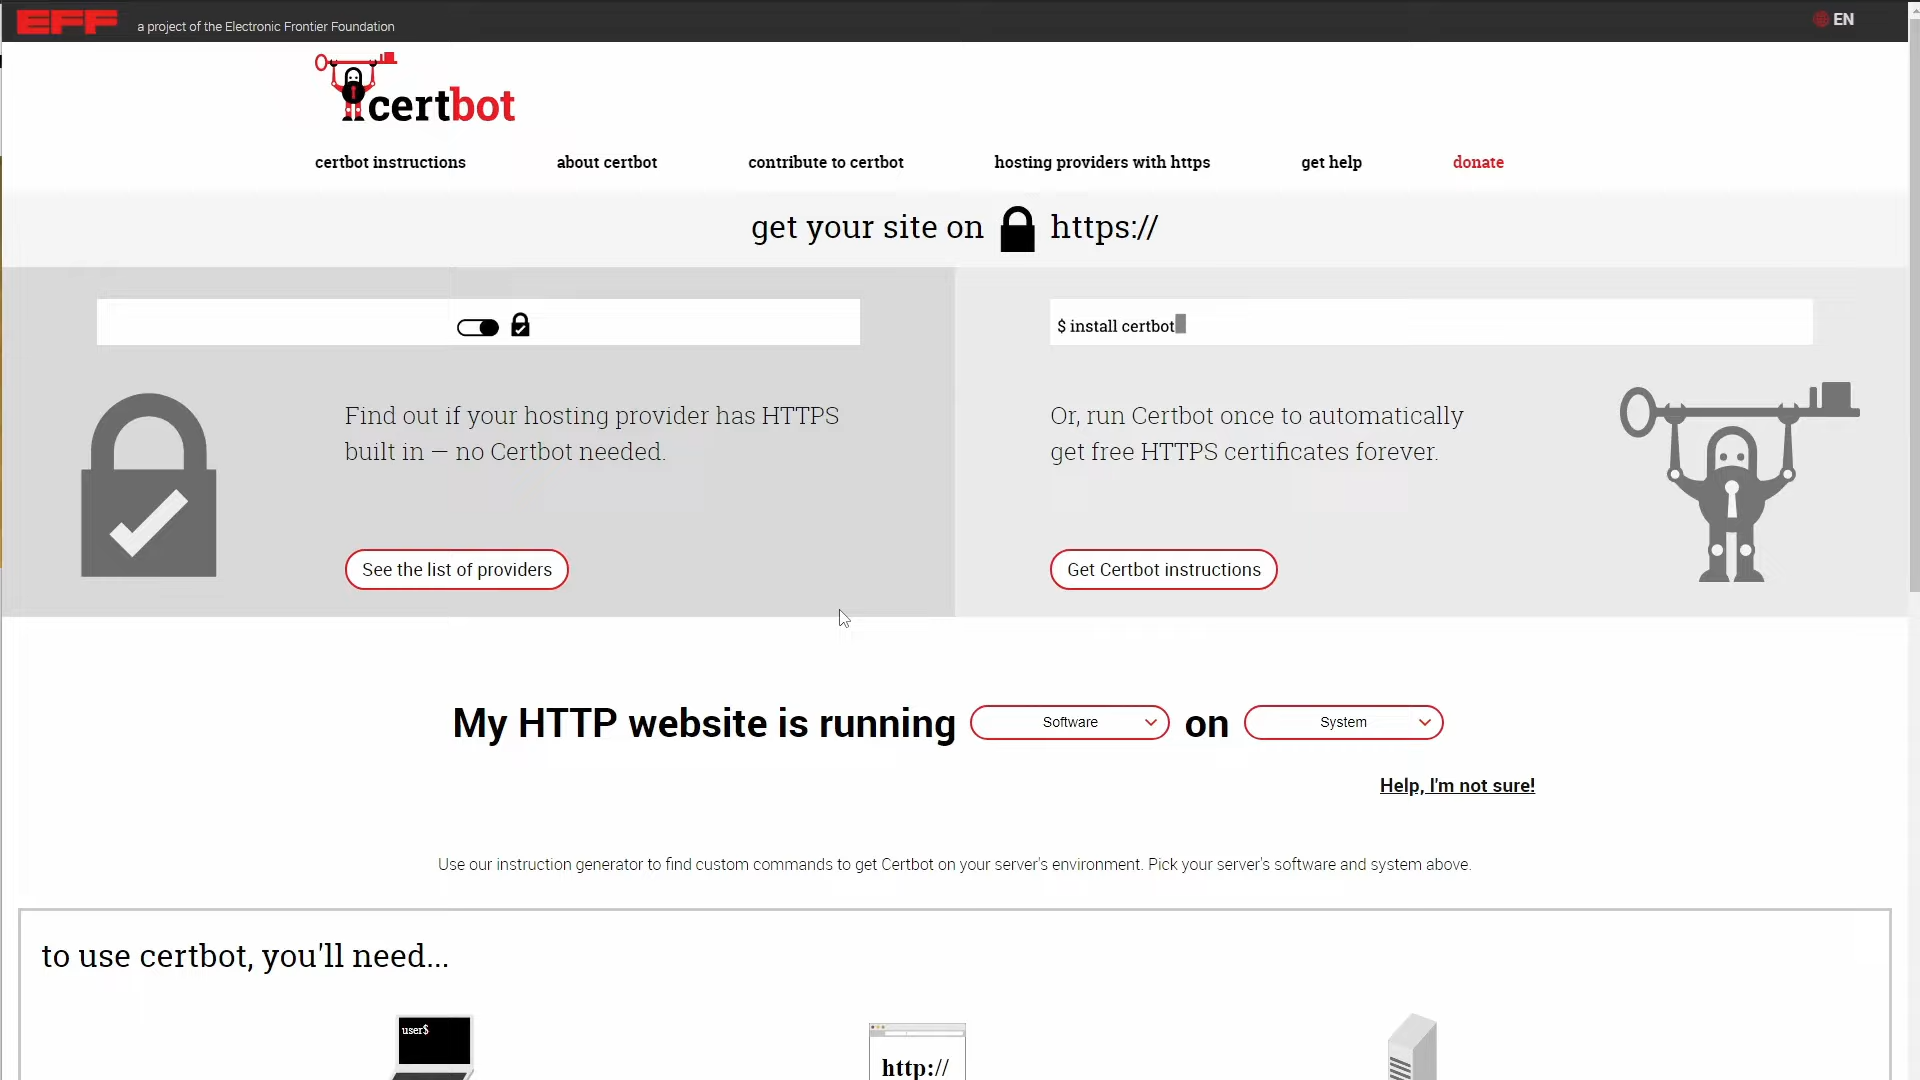 EFF a project of the Electronic Frontier Foundation
EN
certbot
certbot instructions
about certbot
contribute to certbot
hosting providers with https
get help
donate
get your site on https://
$ install certbot
Find out if your hosting provider has HTTPS
built in — no Certbot needed.
See the list of providers
Or, run Certbot once to automatically
get free HTTPS certificates forever.
Get Certbot instructions
My HTTP website is running Software on System
Help, I'm not sure!
Use our instruction generator to find custom commands to get Certbot on your server's environment. Pick your server's software and system above.
to use certbot, you'll need...
user$
http://